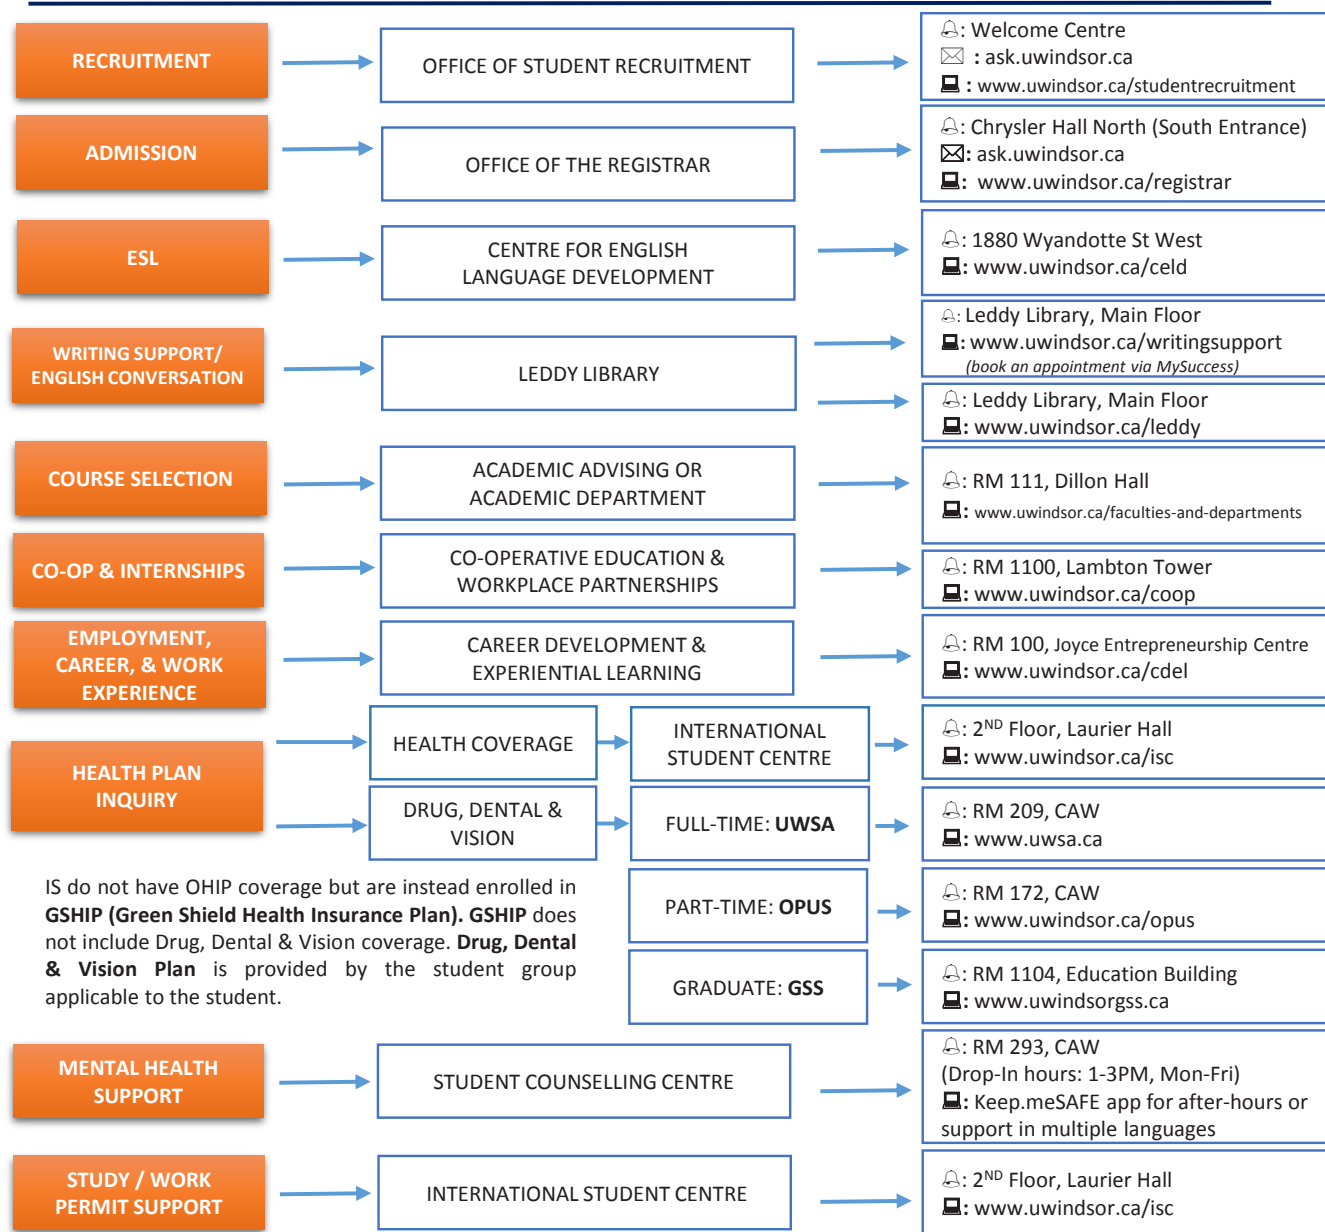 RECRUITMENT
OFFICE OF STUDENT RECRUITMENT
🔔: Welcome Centre
✉ : ask.uwindsor.ca
💻 : www.uwindsor.ca/studentrecruitment
ADMISSION
OFFICE OF THE REGISTRAR
🔔: Chrysler Hall North (South Entrance)
✉: ask.uwindsor.ca
💻: www.uwindsor.ca/registrar
ESL
CENTRE FOR ENGLISH
LANGUAGE DEVELOPMENT
🔔: 1880 Wyandotte St West
💻: www.uwindsor.ca/celd
WRITING SUPPORT/
ENGLISH CONVERSATION
LEDDY LIBRARY
🔔: Leddy Library, Main Floor
💻: www.uwindsor.ca/writingsupport
(book an appointment via MySuccess)
🔔: Leddy Library, Main Floor
💻: www.uwindsor.ca/leddy
COURSE SELECTION
ACADEMIC ADVISING OR
ACADEMIC DEPARTMENT
🔔: RM 111, Dillon Hall
💻: www.uwindsor.ca/faculties-and-departments
CO-OP & INTERNSHIPS
CO-OPERATIVE EDUCATION &
WORKPLACE PARTNERSHIPS
🔔: RM 1100, Lambton Tower
💻: www.uwindsor.ca/coop
EMPLOYMENT,
CAREER, & WORK
EXPERIENCE
CAREER DEVELOPMENT &
EXPERIENTIAL LEARNING
🔔: RM 100, Joyce Entrepreneurship Centre
💻: www.uwindsor.ca/cdel
HEALTH PLAN
INQUIRY
HEALTH COVERAGE
INTERNATIONAL
STUDENT CENTRE
🔔: 2ND Floor, Laurier Hall
💻: www.uwindsor.ca/isc
DRUG, DENTAL &
VISION
FULL-TIME: UWSA
🔔: RM 209, CAW
💻: www.uwsa.ca
PART-TIME: OPUS
🔔: RM 172, CAW
💻: www.uwindsor.ca/opus
GRADUATE: GSS
🔔: RM 1104, Education Building
💻: www.uwindsorgss.ca
IS do not have OHIP coverage but are instead enrolled in
GSHIP (Green Shield Health Insurance Plan). GSHIP does
not include Drug, Dental & Vision coverage. Drug, Dental
& Vision Plan is provided by the student group
applicable to the student.
MENTAL HEALTH
SUPPORT
STUDENT COUNSELLING CENTRE
🔔: RM 293, CAW
(Drop-In hours: 1-3PM, Mon-Fri)
💻: Keep.meSAFE app for after-hours or
support in multiple languages
STUDY / WORK
PERMIT SUPPORT
INTERNATIONAL STUDENT CENTRE
🔔: 2ND Floor, Laurier Hall
💻: www.uwindsor.ca/isc